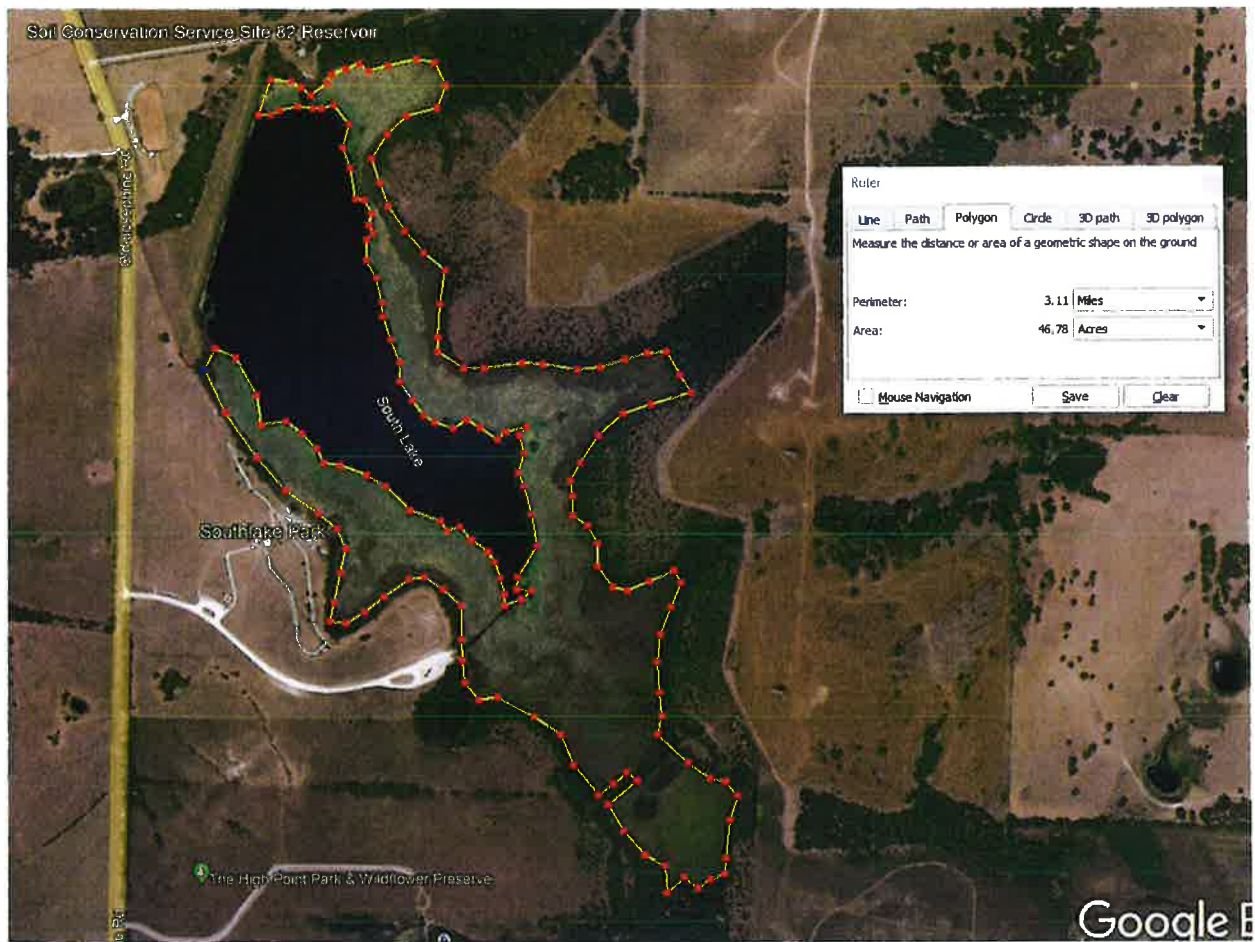 Soil Conservation Service Site 82 Reservoir
Ruler
Line Path Polygon Circle 3D path 3D polygon
Measure the distance or area of a geometric shape on the ground
Perimeter: 3.11 Miles
Area: 46.78 Acres
Mouse Navigation Save Clear
South Lake
Southlake Park
The High Point Park & Wildflower Preserve
Rd
Google E